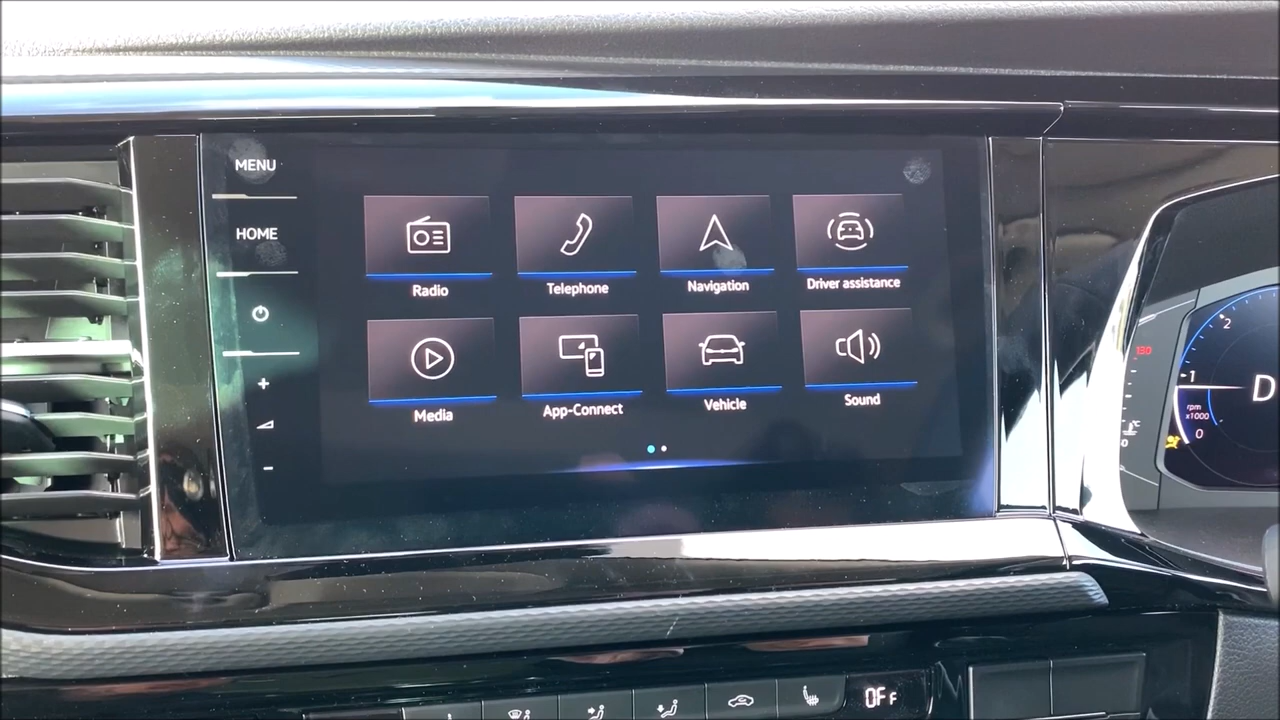 MENU
HOME
+
-
Radio
Telephone
Navigation
Driver assistance
Media
App-Connect
Vehicle
Sound
130
2
1
D
rpm
x1000
0
°C
0
OFF